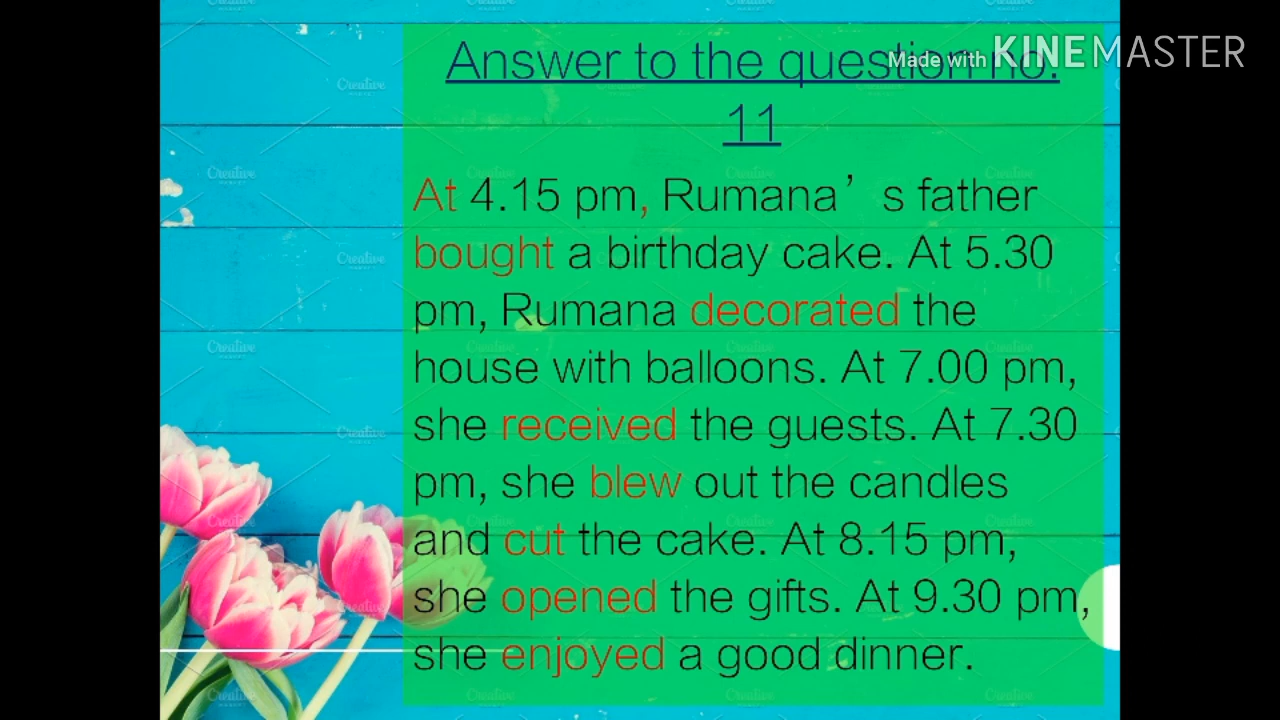 Answer to the question no.
11
Made with KINEMASTER
At 4.15 pm, Rumana’s father
bought a birthday cake. At 5.30
pm, Rumana decorated the
house with balloons. At 7.00 pm,
she received the guests. At 7.30
pm, she blew out the candles
and cut the cake. At 8.15 pm,
she opened the gifts. At 9.30 pm,
she enjoyed a good dinner.
Creative MARKET